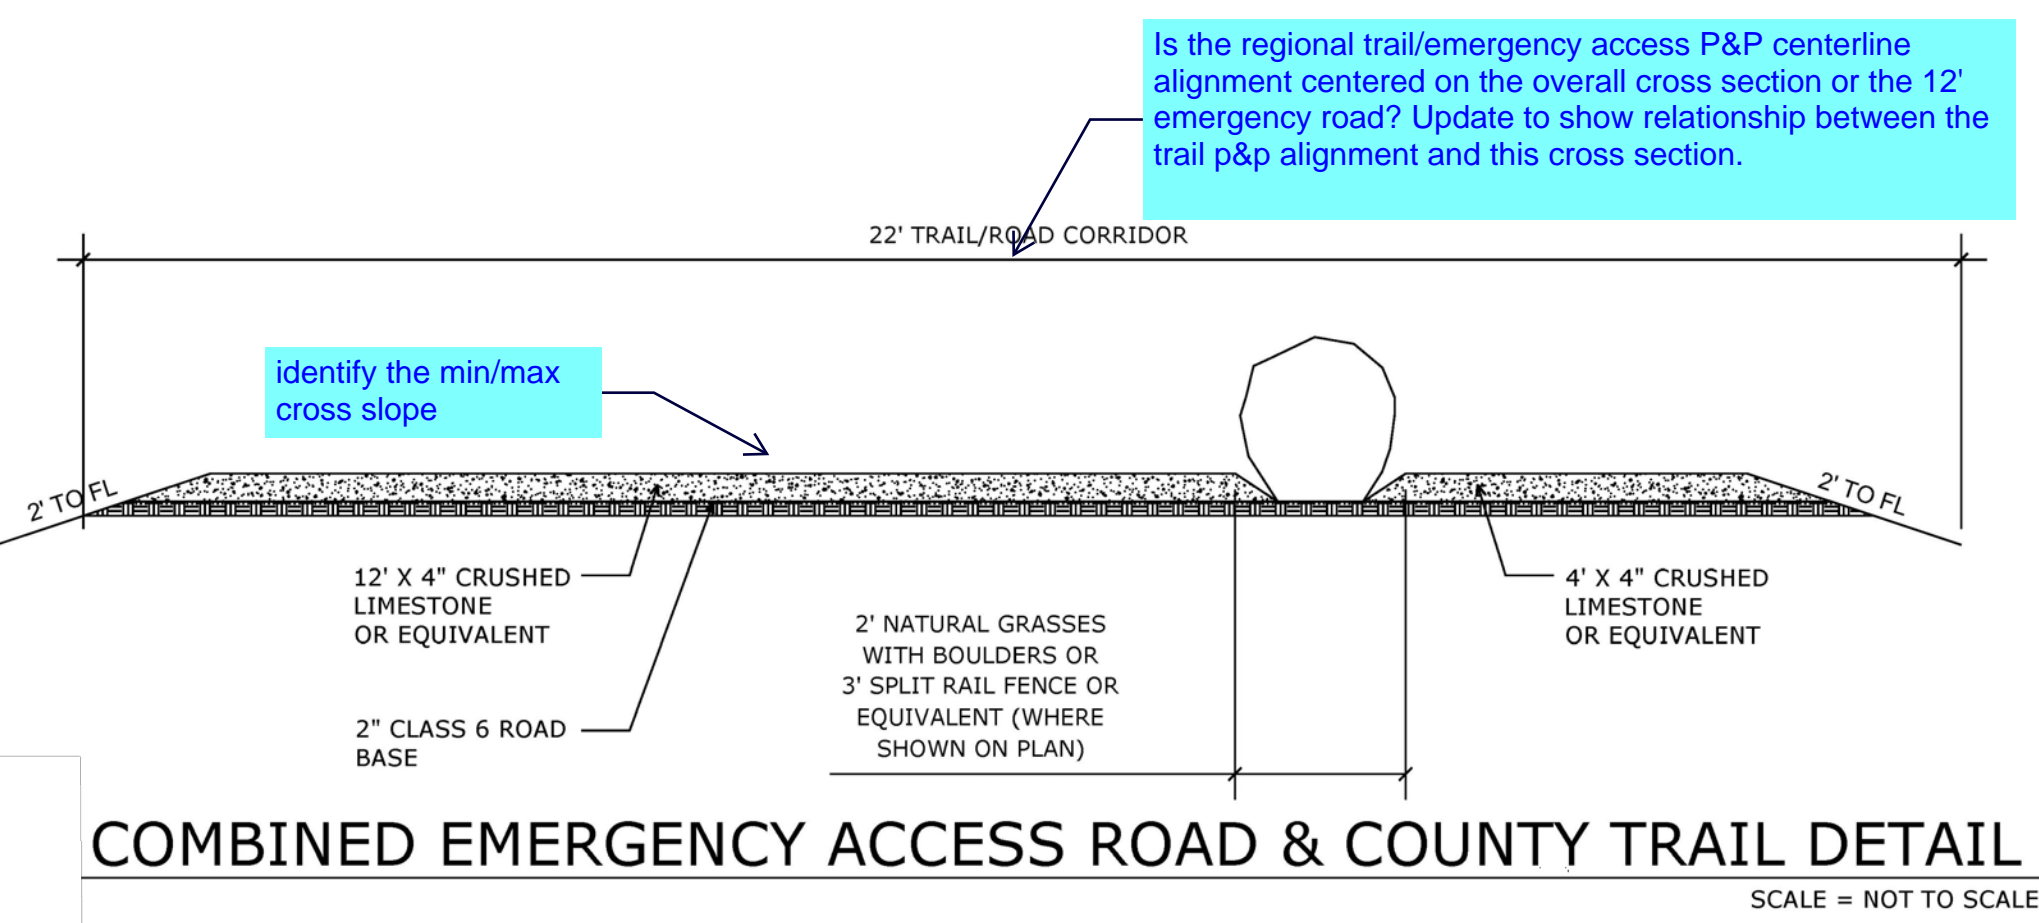 Is the regional trail/emergency access P&P centerline
alignment centered on the overall cross section or the 12'
emergency road? Update to show relationship between the
trail p&p alignment and this cross section.
22' TRAIL/ROAD CORRIDOR
identify the min/max
cross slope
2' TO FL
2' TO FL
12' X 4" CRUSHED
LIMESTONE
OR EQUIVALENT
4' X 4" CRUSHED
LIMESTONE
OR EQUIVALENT
2' NATURAL GRASSES
WITH BOULDERS OR
3' SPLIT RAIL FENCE OR
EQUIVALENT (WHERE
SHOWN ON PLAN)
2" CLASS 6 ROAD
BASE
COMBINED EMERGENCY ACCESS ROAD & COUNTY TRAIL DETAIL
SCALE = NOT TO SCALE